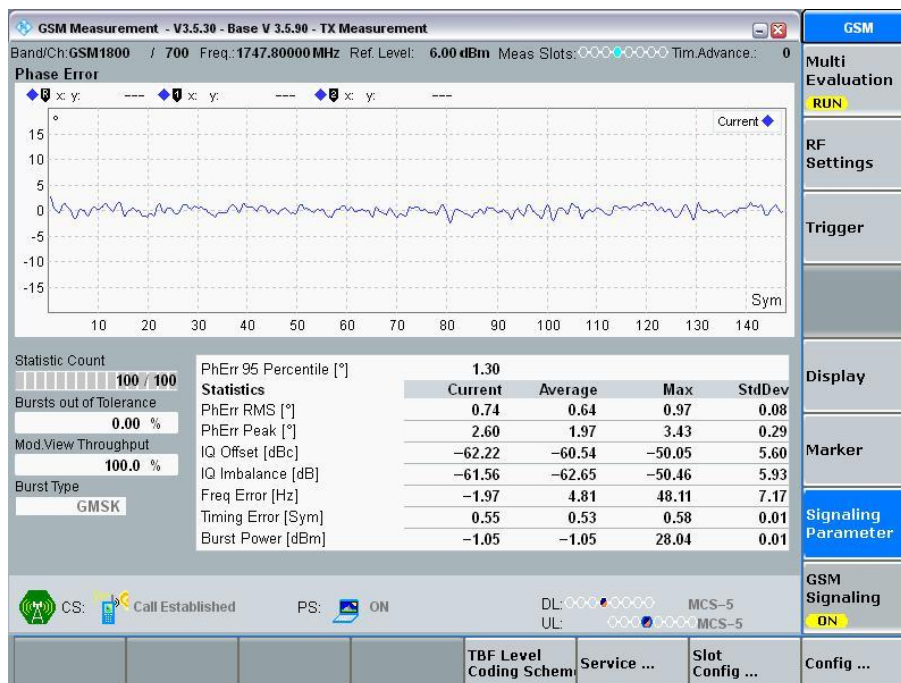 GSM Measurement - V3.5.30 - Base V 3.5.90 - TX Measurement
GSM
Band/Ch:GSM1800 / 700 Freq.:1747.80000 MHz Ref. Level: 6.00 dBm Meas Slots: Tim.Advance.: 0
Phase Error
R x: y: --- 1 x: y: --- 2 x: y: ---
°
Current
15
10
5
0
-5
-10
-15
Sym
10 20 30 40 50 60 70 80 90 100 110 120 130 140
Statistic Count
100 / 100
Bursts out of Tolerance
0.00 %
Mod.View Throughput
100.0 %
Burst Type
GMSK
PhErr 95 Percentile [°] 1.30
Statistics Current Average Max StdDev
PhErr RMS [°] 0.74 0.64 0.97 0.08
PhErr Peak [°] 2.60 1.97 3.43 0.29
IQ Offset [dBc] −62.22 −60.54 −50.05 5.60
IQ Imbalance [dB] −61.56 −62.65 −50.46 5.93
Freq Error [Hz] −1.97 4.81 48.11 7.17
Timing Error [Sym] 0.55 0.53 0.58 0.01
Burst Power [dBm] −1.05 −1.05 28.04 0.01
CS: Call Established PS: ON DL: MCS−5
UL: MCS−5
Multi
Evaluation
RUN
RF
Settings
Trigger
Display
Marker
Signaling
Parameter
GSM
Signaling
ON
TBF Level
Coding Schem
Service ...
Slot
Config ...
Config ...